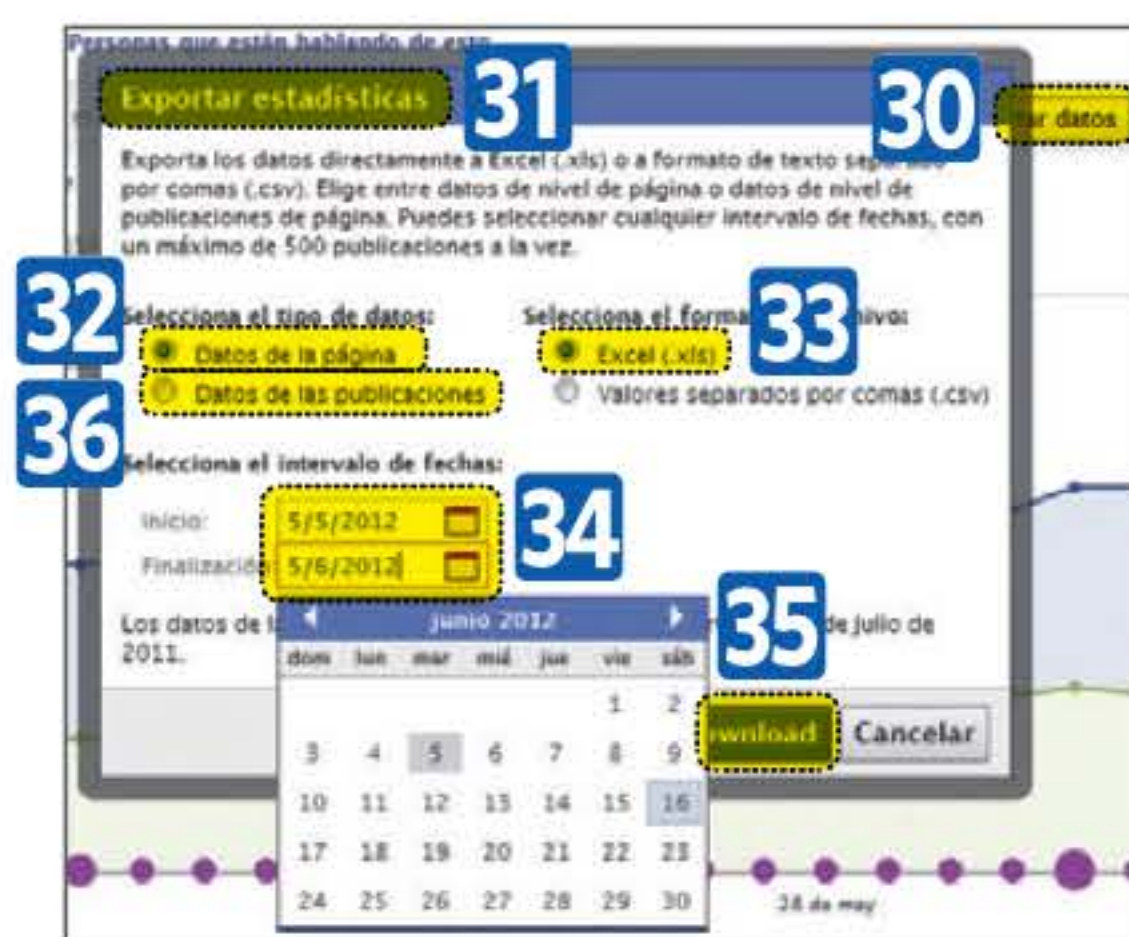 Personas que están hablando de esto
31
30
Exportar estadísticas
datos
Exporta los datos directamente a Excel (.xls) o a formato de texto separado
por comas (.csv). Elige entre datos de nivel de página o datos de nivel de
publicaciones de página. Puedes seleccionar cualquier intervalo de fechas, con
un máximo de 500 publicaciones a la vez.
32
33
Selecciona el tipo de datos:
Selecciona el
Datos de la página
Excel (.xls)
Datos de las publicaciones
Valores separados por comas (.csv)
36
Selecciona el intervalo de fechas:
34
Inicio:
5/5/2012
Finalización
5/6/2012
35
Los datos de
de julio de
2011.
junio 2012
dom lun mar mié jue vie sáb
1 2
3 4 5 6 7 8 9
10 11 12 13 14 15 16
17 18 19 20 21 22 23
24 25 26 27 28 29 30
Cancelar
28 de may